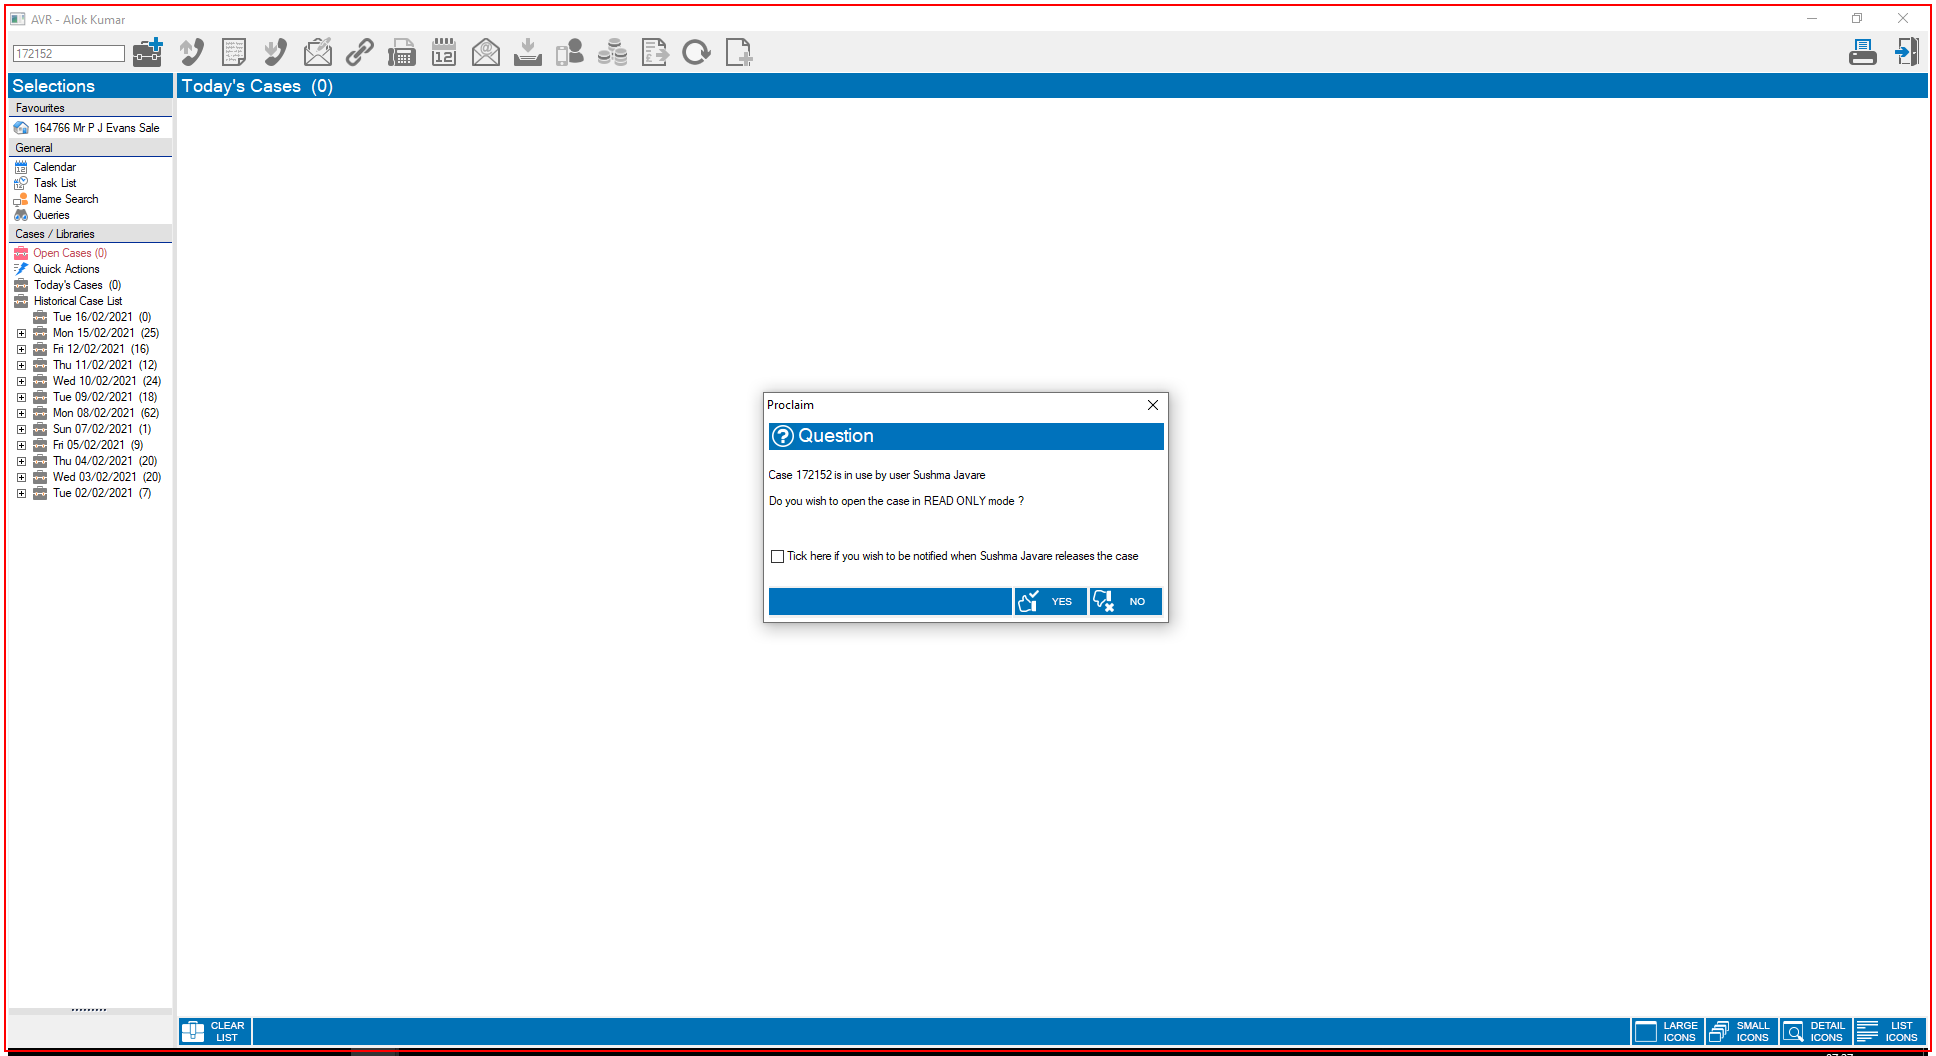 AVR - Alok Kumar
172152
12
Selections
Today's Cases (0)
Favourites
164766 Mr P J Evans Sale
General
Calendar
Task List
Name Search
Queries
Cases / Libraries
Open Cases (0)
Quick Actions
Today's Cases (0)
Historical Case List
Tue 16/02/2021 (0)
Mon 15/02/2021 (25)
Fri 12/02/2021 (16)
Thu 11/02/2021 (12)
Wed 10/02/2021 (24)
Tue 09/02/2021 (18)
Mon 08/02/2021 (62)
Sun 07/02/2021 (1)
Fri 05/02/2021 (9)
Thu 04/02/2021 (20)
Wed 03/02/2021 (20)
Tue 02/02/2021 (7)
Proclaim
Question
Case 172152 is in use by user Sushma Javare
Do you wish to open the case in READ ONLY mode ?
Tick here if you wish to be notified when Sushma Javare releases the case
YES
NO
CLEAR
LIST
LARGE
ICONS
SMALL
ICONS
DETAIL
ICONS
LIST
ICONS